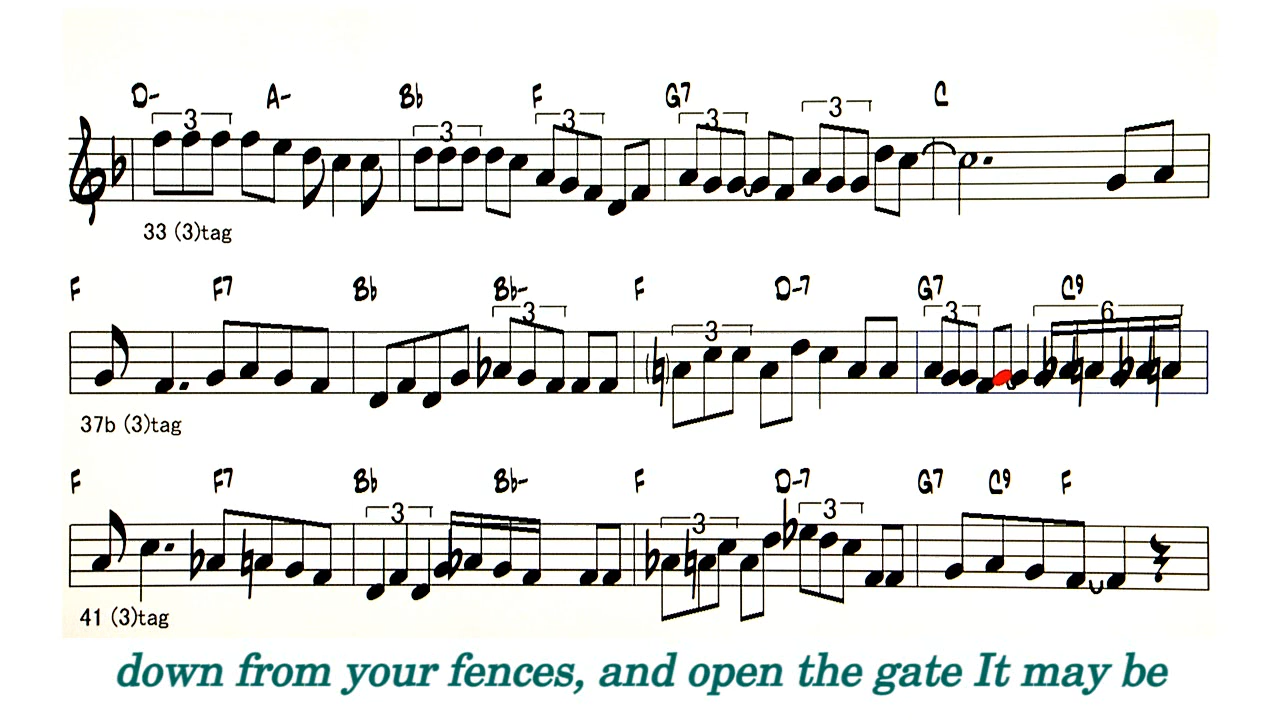 D- A- Bb F G7 C
3 3 3 3 3
33 (3)tag
F F7 Bb Bb- F D-7 G7 C9
3 3 3 6
37b (3)tag
F F7 Bb Bb- F D-7 G7 C9 F
3 3 3
41 (3)tag
down from your fences, and open the gate It may be